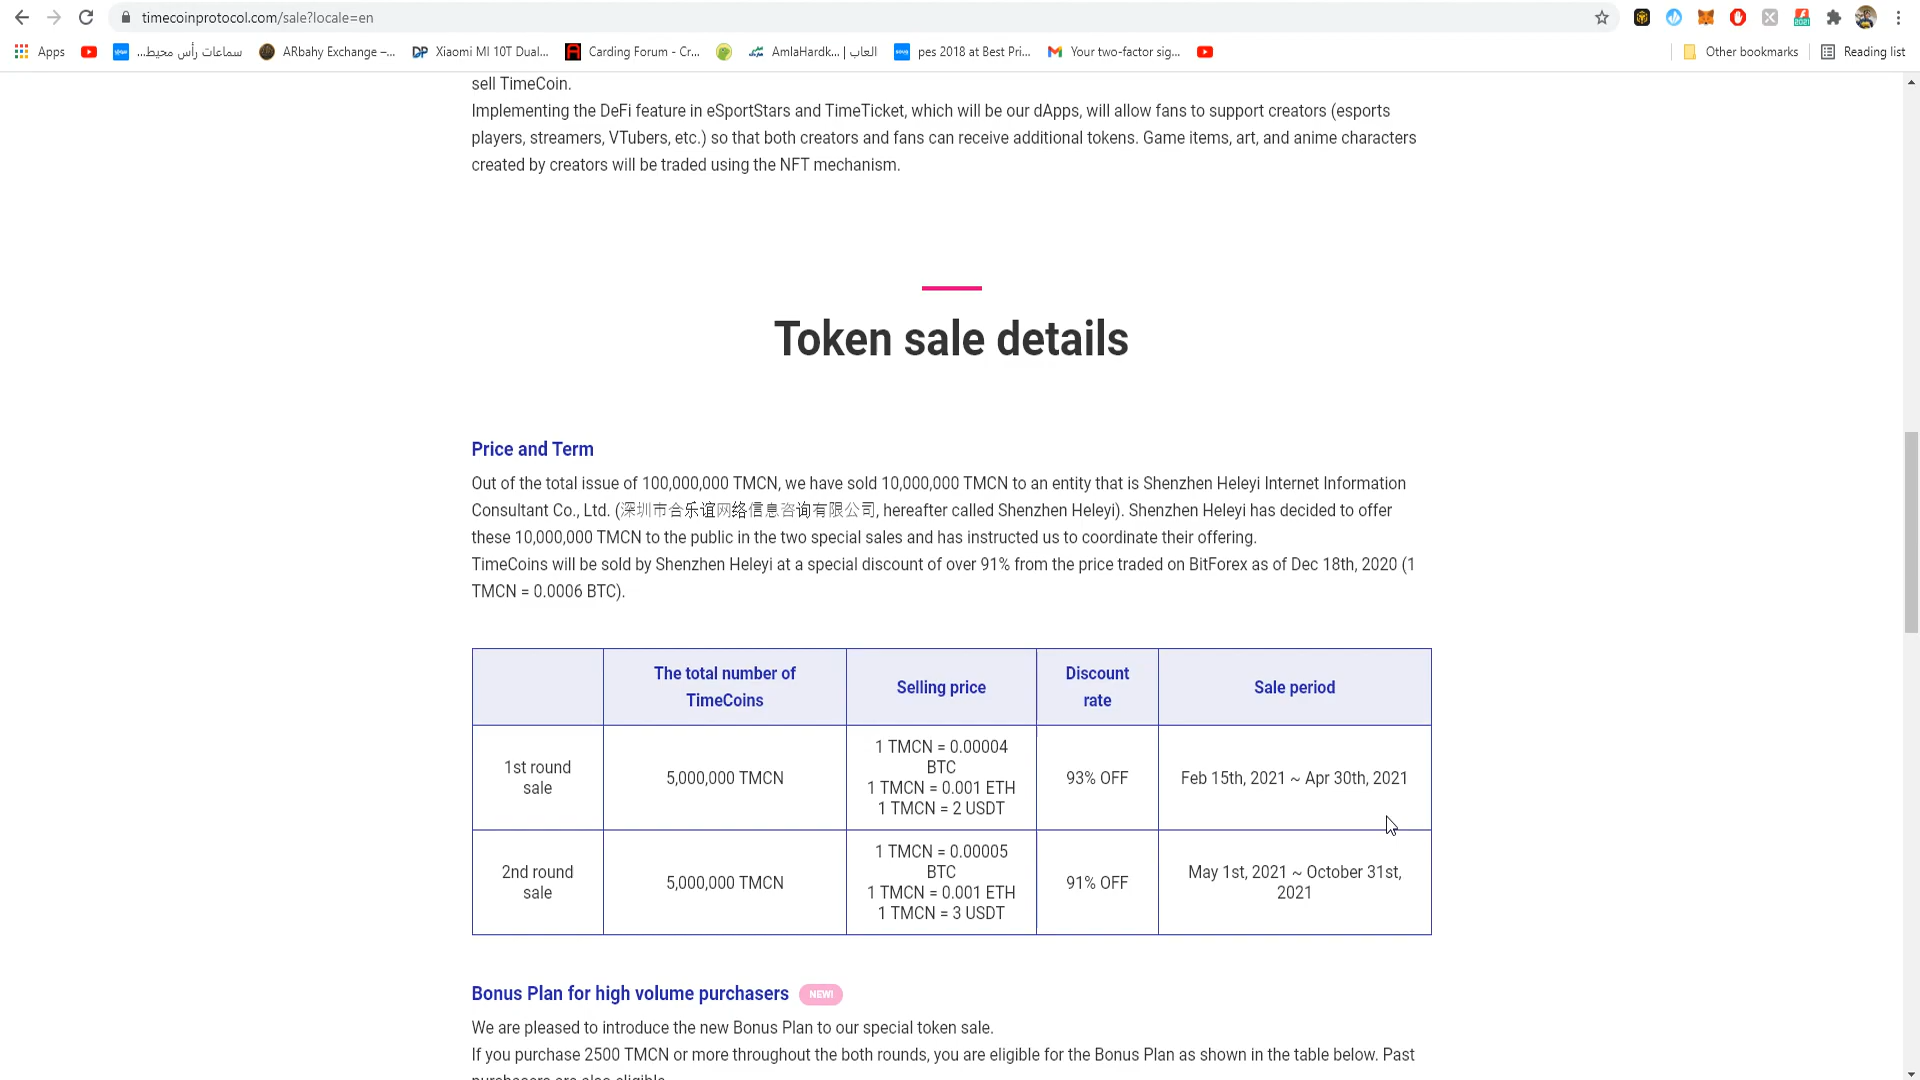 timecoinprotocol.com/sale?locale=en
Apps
سماعات رأس محيط...
ARbahy Exchange –...
Xiaomi MI 10T Dual...
Carding Forum - Cr...
AmlaHardk... | العاب
pes 2018 at Best Pri...
Your two-factor sig...
Other bookmarks
Reading list
sell TimeCoin.
Implementing the DeFi feature in eSportStars and TimeTicket, which will be our dApps, will allow fans to support creators (esports
players, streamers, VTubers, etc.) so that both creators and fans can receive additional tokens. Game items, art, and anime characters
created by creators will be traded using the NFT mechanism.
Token sale details
Price and Term
Out of the total issue of 100,000,000 TMCN, we have sold 10,000,000 TMCN to an entity that is Shenzhen Heleyi Internet Information
Consultant Co., Ltd. (深圳市合乐谊网络信息咨询有限公司, hereafter called Shenzhen Heleyi). Shenzhen Heleyi has decided to offer
these 10,000,000 TMCN to the public in the two special sales and has instructed us to coordinate their offering.
TimeCoins will be sold by Shenzhen Heleyi at a special discount of over 91% from the price traded on BitForex as of Dec 18th, 2020 (1
TMCN = 0.0006 BTC).
The total number of
TimeCoins
Selling price
Discount
rate
Sale period
1st round
sale
5,000,000 TMCN
1 TMCN = 0.00004
BTC
1 TMCN = 0.001 ETH
1 TMCN = 2 USDT
93% OFF
Feb 15th, 2021 ~ Apr 30th, 2021
2nd round
sale
5,000,000 TMCN
1 TMCN = 0.00005
BTC
1 TMCN = 0.001 ETH
1 TMCN = 3 USDT
91% OFF
May 1st, 2021 ~ October 31st,
2021
Bonus Plan for high volume purchasers NEW!
We are pleased to introduce the new Bonus Plan to our special token sale.
If you purchase 2500 TMCN or more throughout the both rounds, you are eligible for the Bonus Plan as shown in the table below. Past
purchasers are also eligible.